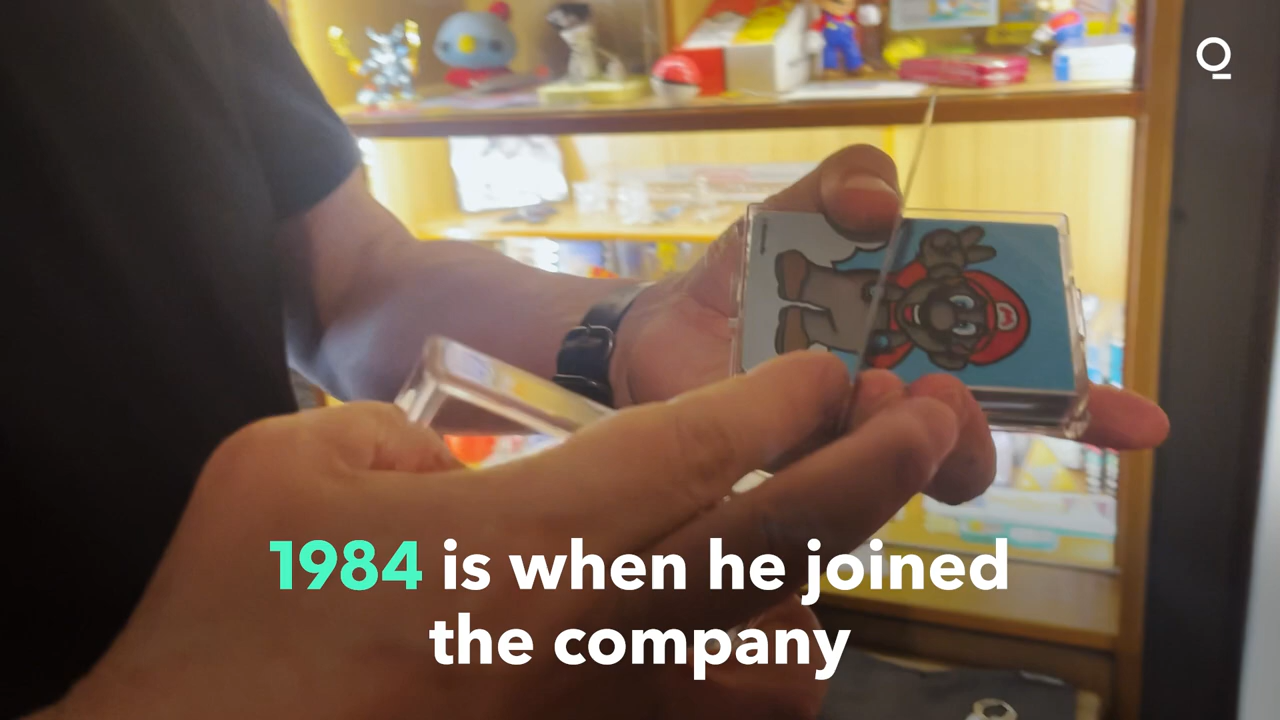 1984 is when he joined
the company